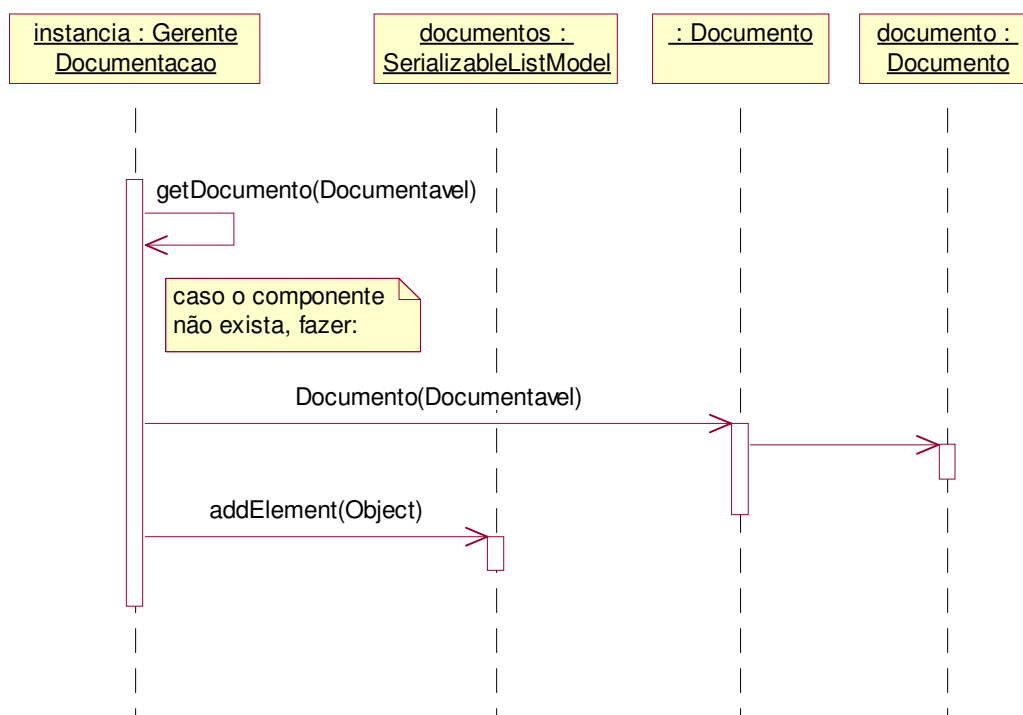 instancia : Gerente
Documentacao
documentos :
SerializableListModel
: Documento
documento :
Documento
getDocumento(Documentavel)
caso o componente
não exista, fazer:
Documento(Documentavel)
addElement(Object)